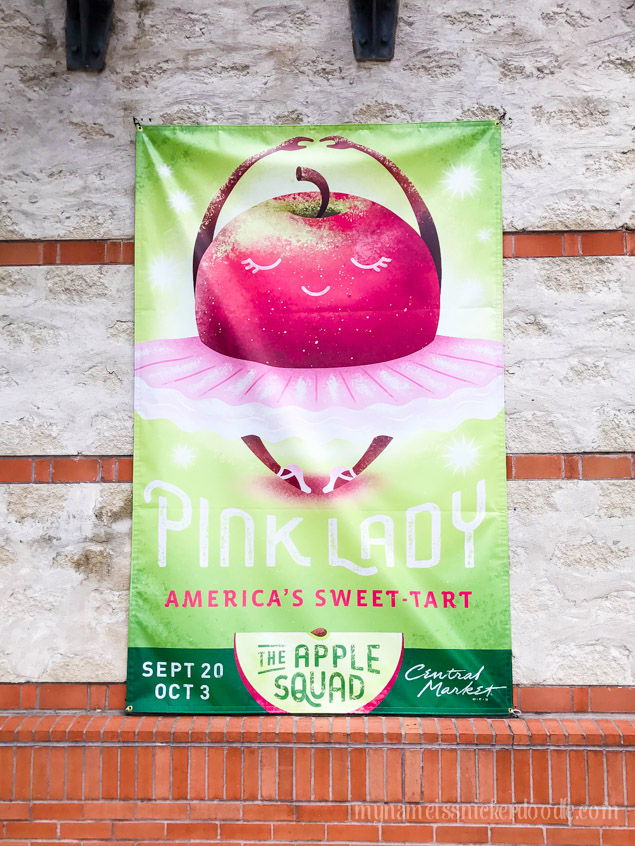 PINK LADY
AMERICA'S SWEET-TART
SEPT 20
OCT 3
THE APPLE
SQUAD
Central
Market
mynameissnickerdoodle.com